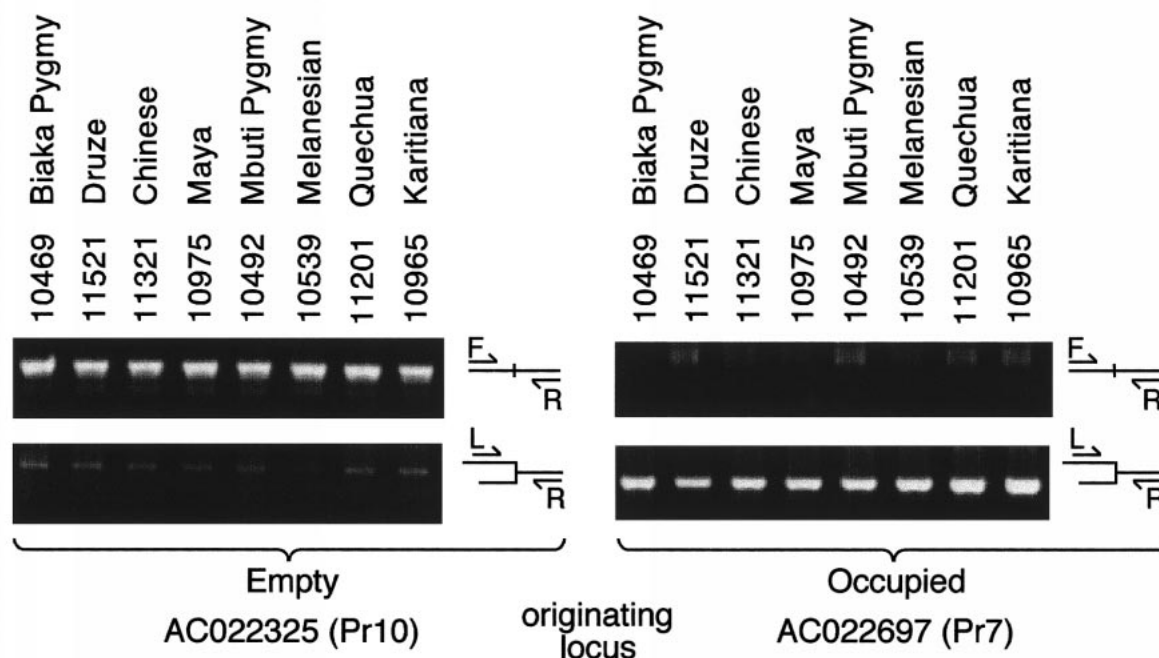 Biaka Pygmy
Druze
Chinese
Maya
Mbuti Pygmy
Melanesian
Quechua
Karitiana
10469
11521
11321
10975
10492
10539
11201
10965
F
R
L
R
Empty
AC022325 (Pr10)
originating
locus
Biaka Pygmy
Druze
Chinese
Maya
Mbuti Pygmy
Melanesian
Quechua
Karitiana
10469
11521
11321
10975
10492
10539
11201
10965
F
R
L
R
Occupied
AC022697 (Pr7)